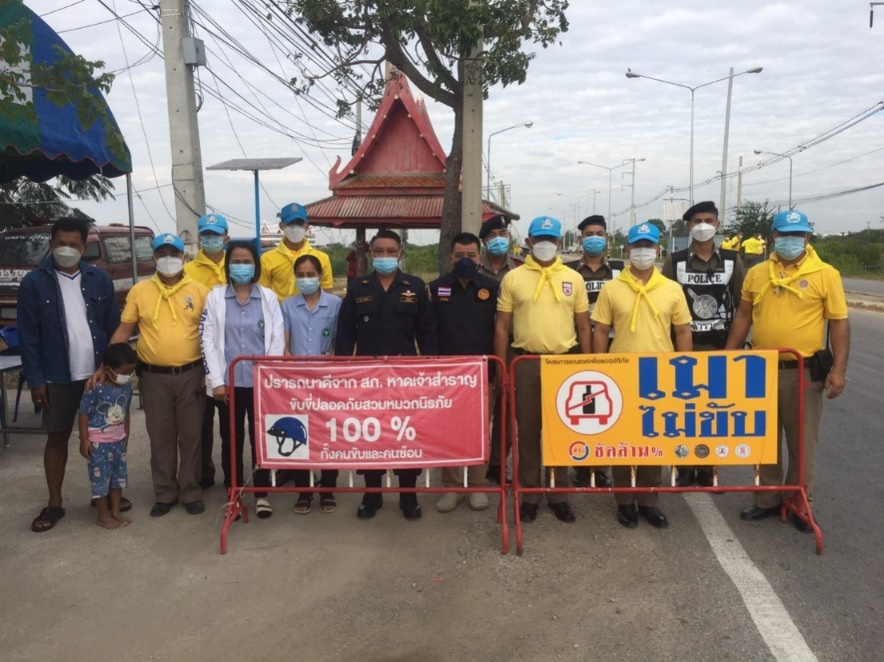 ปรารถนาดีจาก สภ. หาดเจ้าสำราญ
ขับขี่ปลอดภัยสวมหมวกนิรภัย
100 %
ทั้งคนขับและคนซ้อน
เมา
ไม่ขับ
ชัดล้าน%
POLICE
POLICE